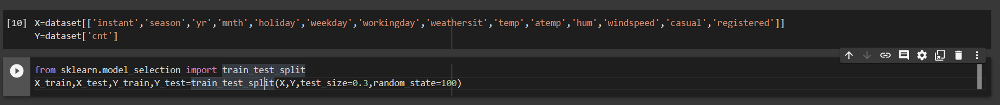 [10] X=dataset[['instant','season','yr','mnth','holiday','weekday','workingday','weathersit','temp','atemp','hum','windspeed','casual','registered']]
Y=dataset['cnt']
from sklearn.model_selection import train_test_split
X_train,X_test,Y_train,Y_test=train_test_split(X,Y,test_size=0.3,random_state=100)